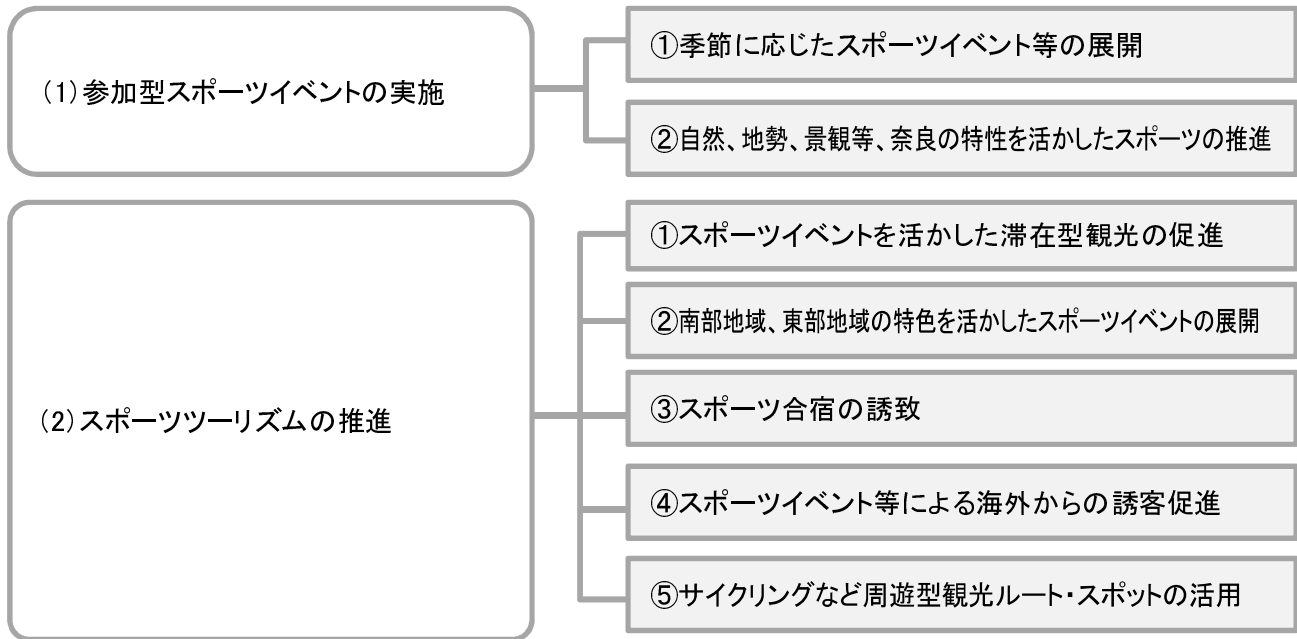 (1)参加型スポーツイベントの実施
①季節に応じたスポーツイベント等の展開
②自然、地勢、景観等、奈良の特性を活かしたスポーツの推進
(2)スポーツツーリズムの推進
①スポーツイベントを活かした滞在型観光の促進
②南部地域、東部地域の特色を活かしたスポーツイベントの展開
③スポーツ合宿の誘致
④スポーツイベント等による海外からの誘客促進
⑤サイクリングなど周遊型観光ルート・スポットの活用